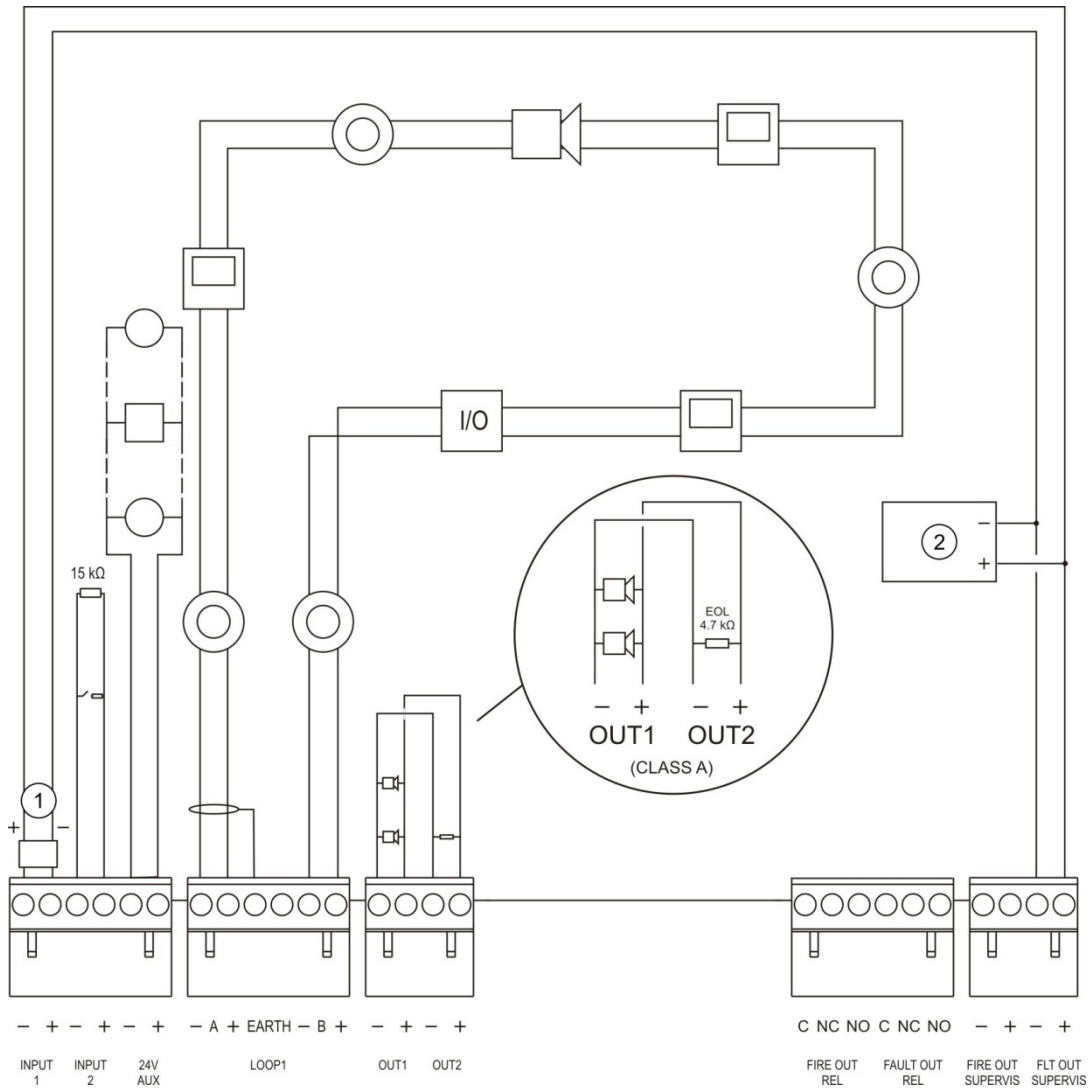 I/O
2
15 kΩ
EOL
4.7 kΩ
− + − +
OUT1 OUT2
(CLASS A)
1
+ −
− +
− + − + − + − A + EARTH − B + − + − + C NC NO C NC NO − + − +
INPUT 1
INPUT 2
24V AUX
LOOP1
OUT1
OUT2
FIRE OUT REL
FAULT OUT REL
FIRE OUT SUPERVIS
FLT OUT SUPERVIS